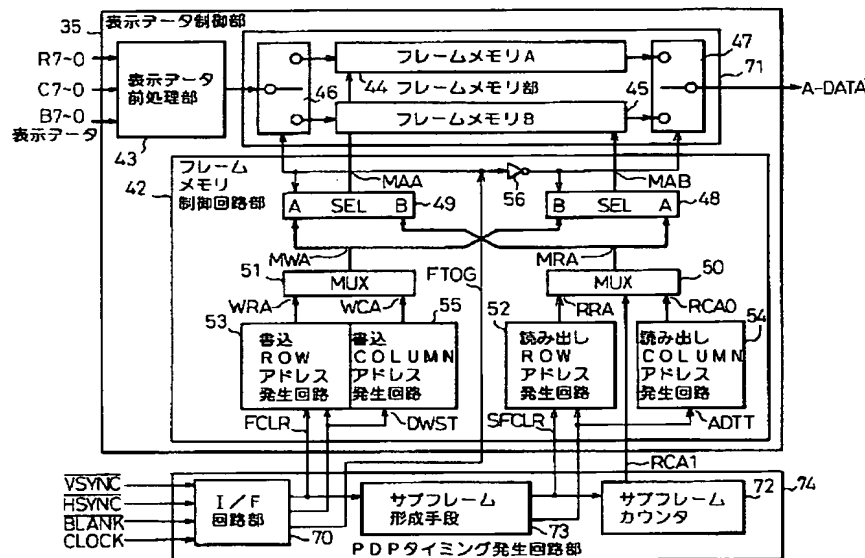 35
表示データ制御部
R7-0
C7-0
B7-0
表示データ
表示データ
前処理部
43
46
フレームメモリA
44
フレームメモリ部
45
フレームメモリB
47
71
A-DATA
42
フレーム
メモリ
制御回路部
MAA
56
MAB
A SEL B
49
B SEL A
48
MWA
FTOG
MRA
51
MUX
MUX
50
WRA
WCA
RRA
RCA0
53
55
52
54
書込
ROW
アドレス
発生回路
書込
COLUMN
アドレス
発生回路
読み出し
ROW
アドレス
発生回路
読み出し
COLUMN
アドレス
発生回路
FCLR
DWST
SFCLR
ADTT
RCA1
VSYNC
HSYNC
BLANK
CLOCK
I/F
回路部
70
サブフレーム
形成手段
73
サブフレーム
カウンタ
72
74
PDPタイミング発生回路部